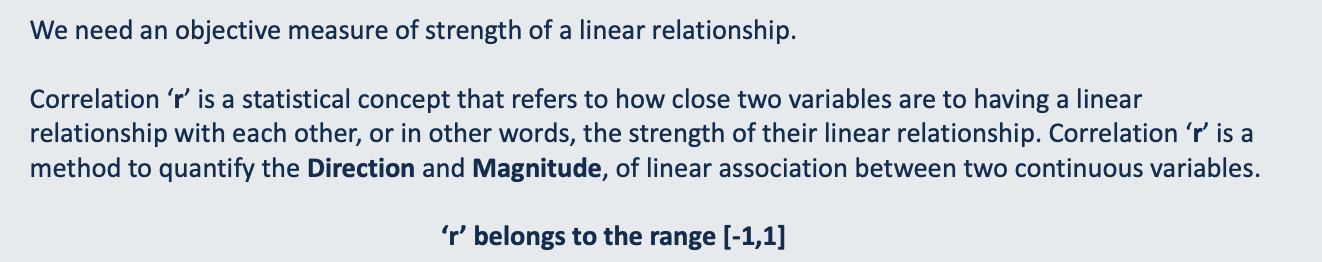 We need an objective measure of strength of a linear relationship.
Correlation ‘r’ is a statistical concept that refers to how close two variables are to having a linear
relationship with each other, or in other words, the strength of their linear relationship. Correlation ‘r’ is a
method to quantify the Direction and Magnitude, of linear association between two continuous variables.
‘r’ belongs to the range [-1,1]